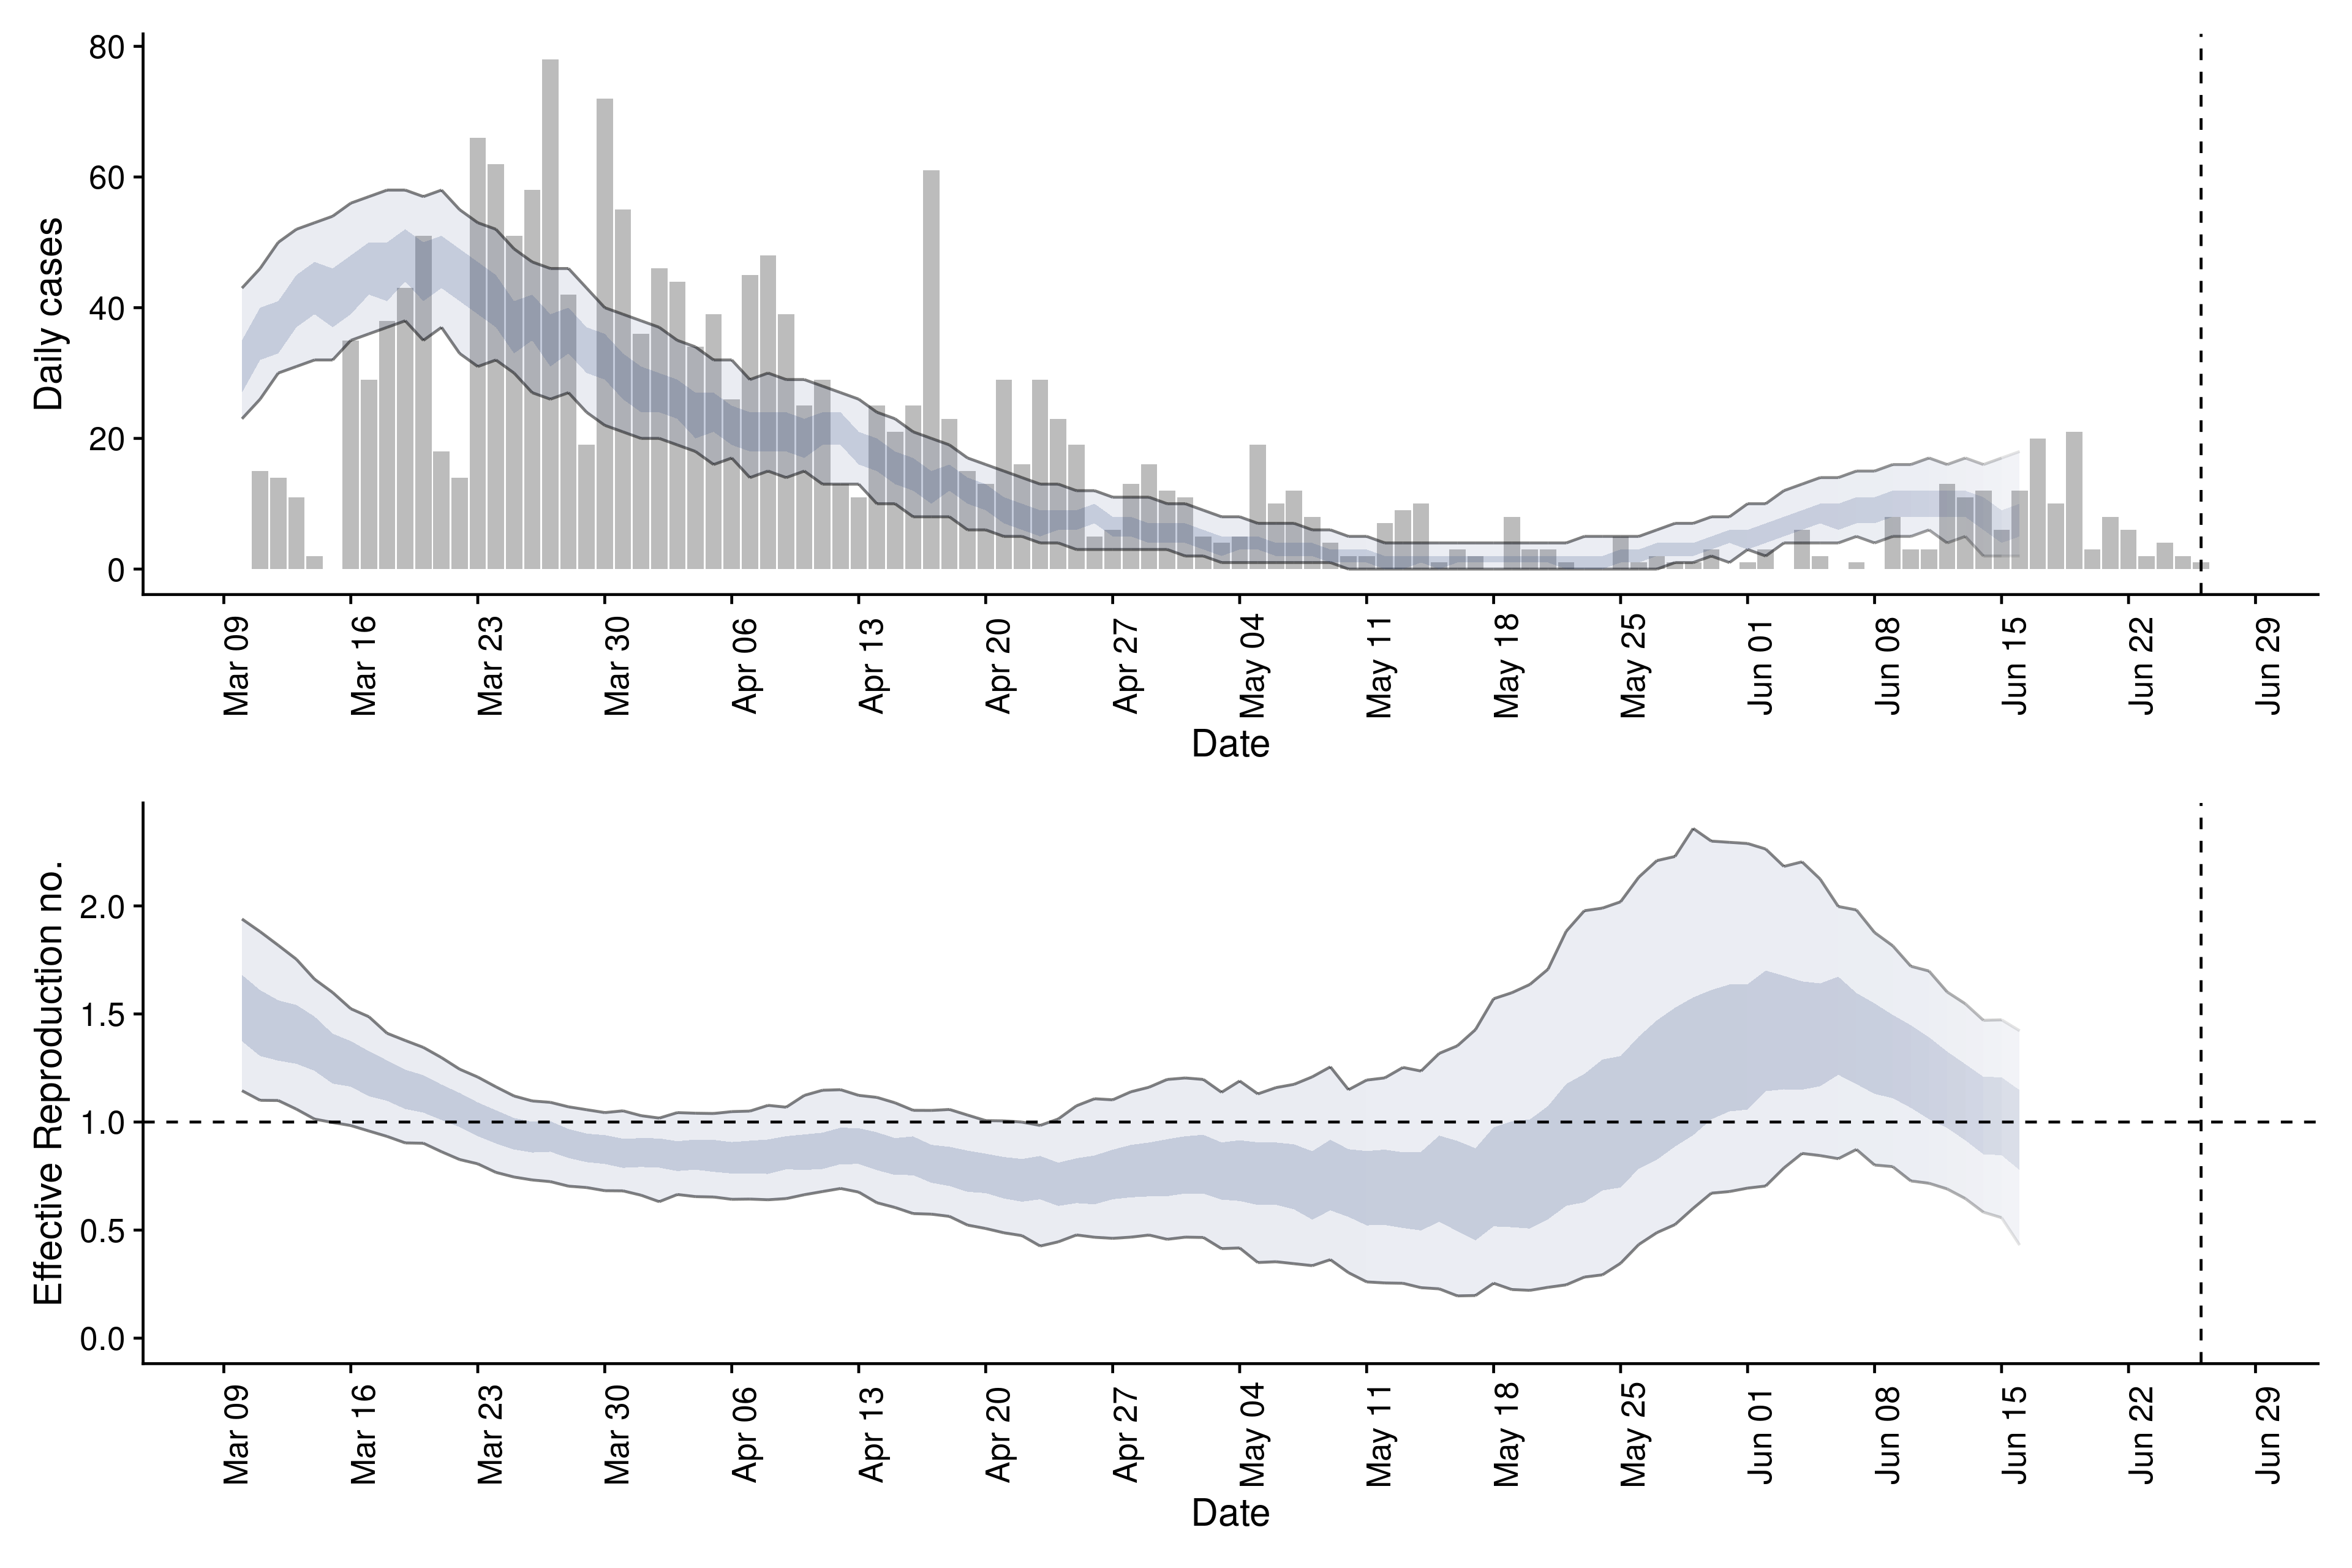 Daily cases
80
60
40
20
0
Mar 09
Mar 16
Mar 23
Mar 30
Apr 06
Apr 13
Apr 20
Apr 27
May 04
May 11
May 18
May 25
Jun 01
Jun 08
Jun 15
Jun 22
Jun 29
Date
Effective Reproduction no.
2.0
1.5
1.0
0.5
0.0
Mar 09
Mar 16
Mar 23
Mar 30
Apr 06
Apr 13
Apr 20
Apr 27
May 04
May 11
May 18
May 25
Jun 01
Jun 08
Jun 15
Jun 22
Jun 29
Date